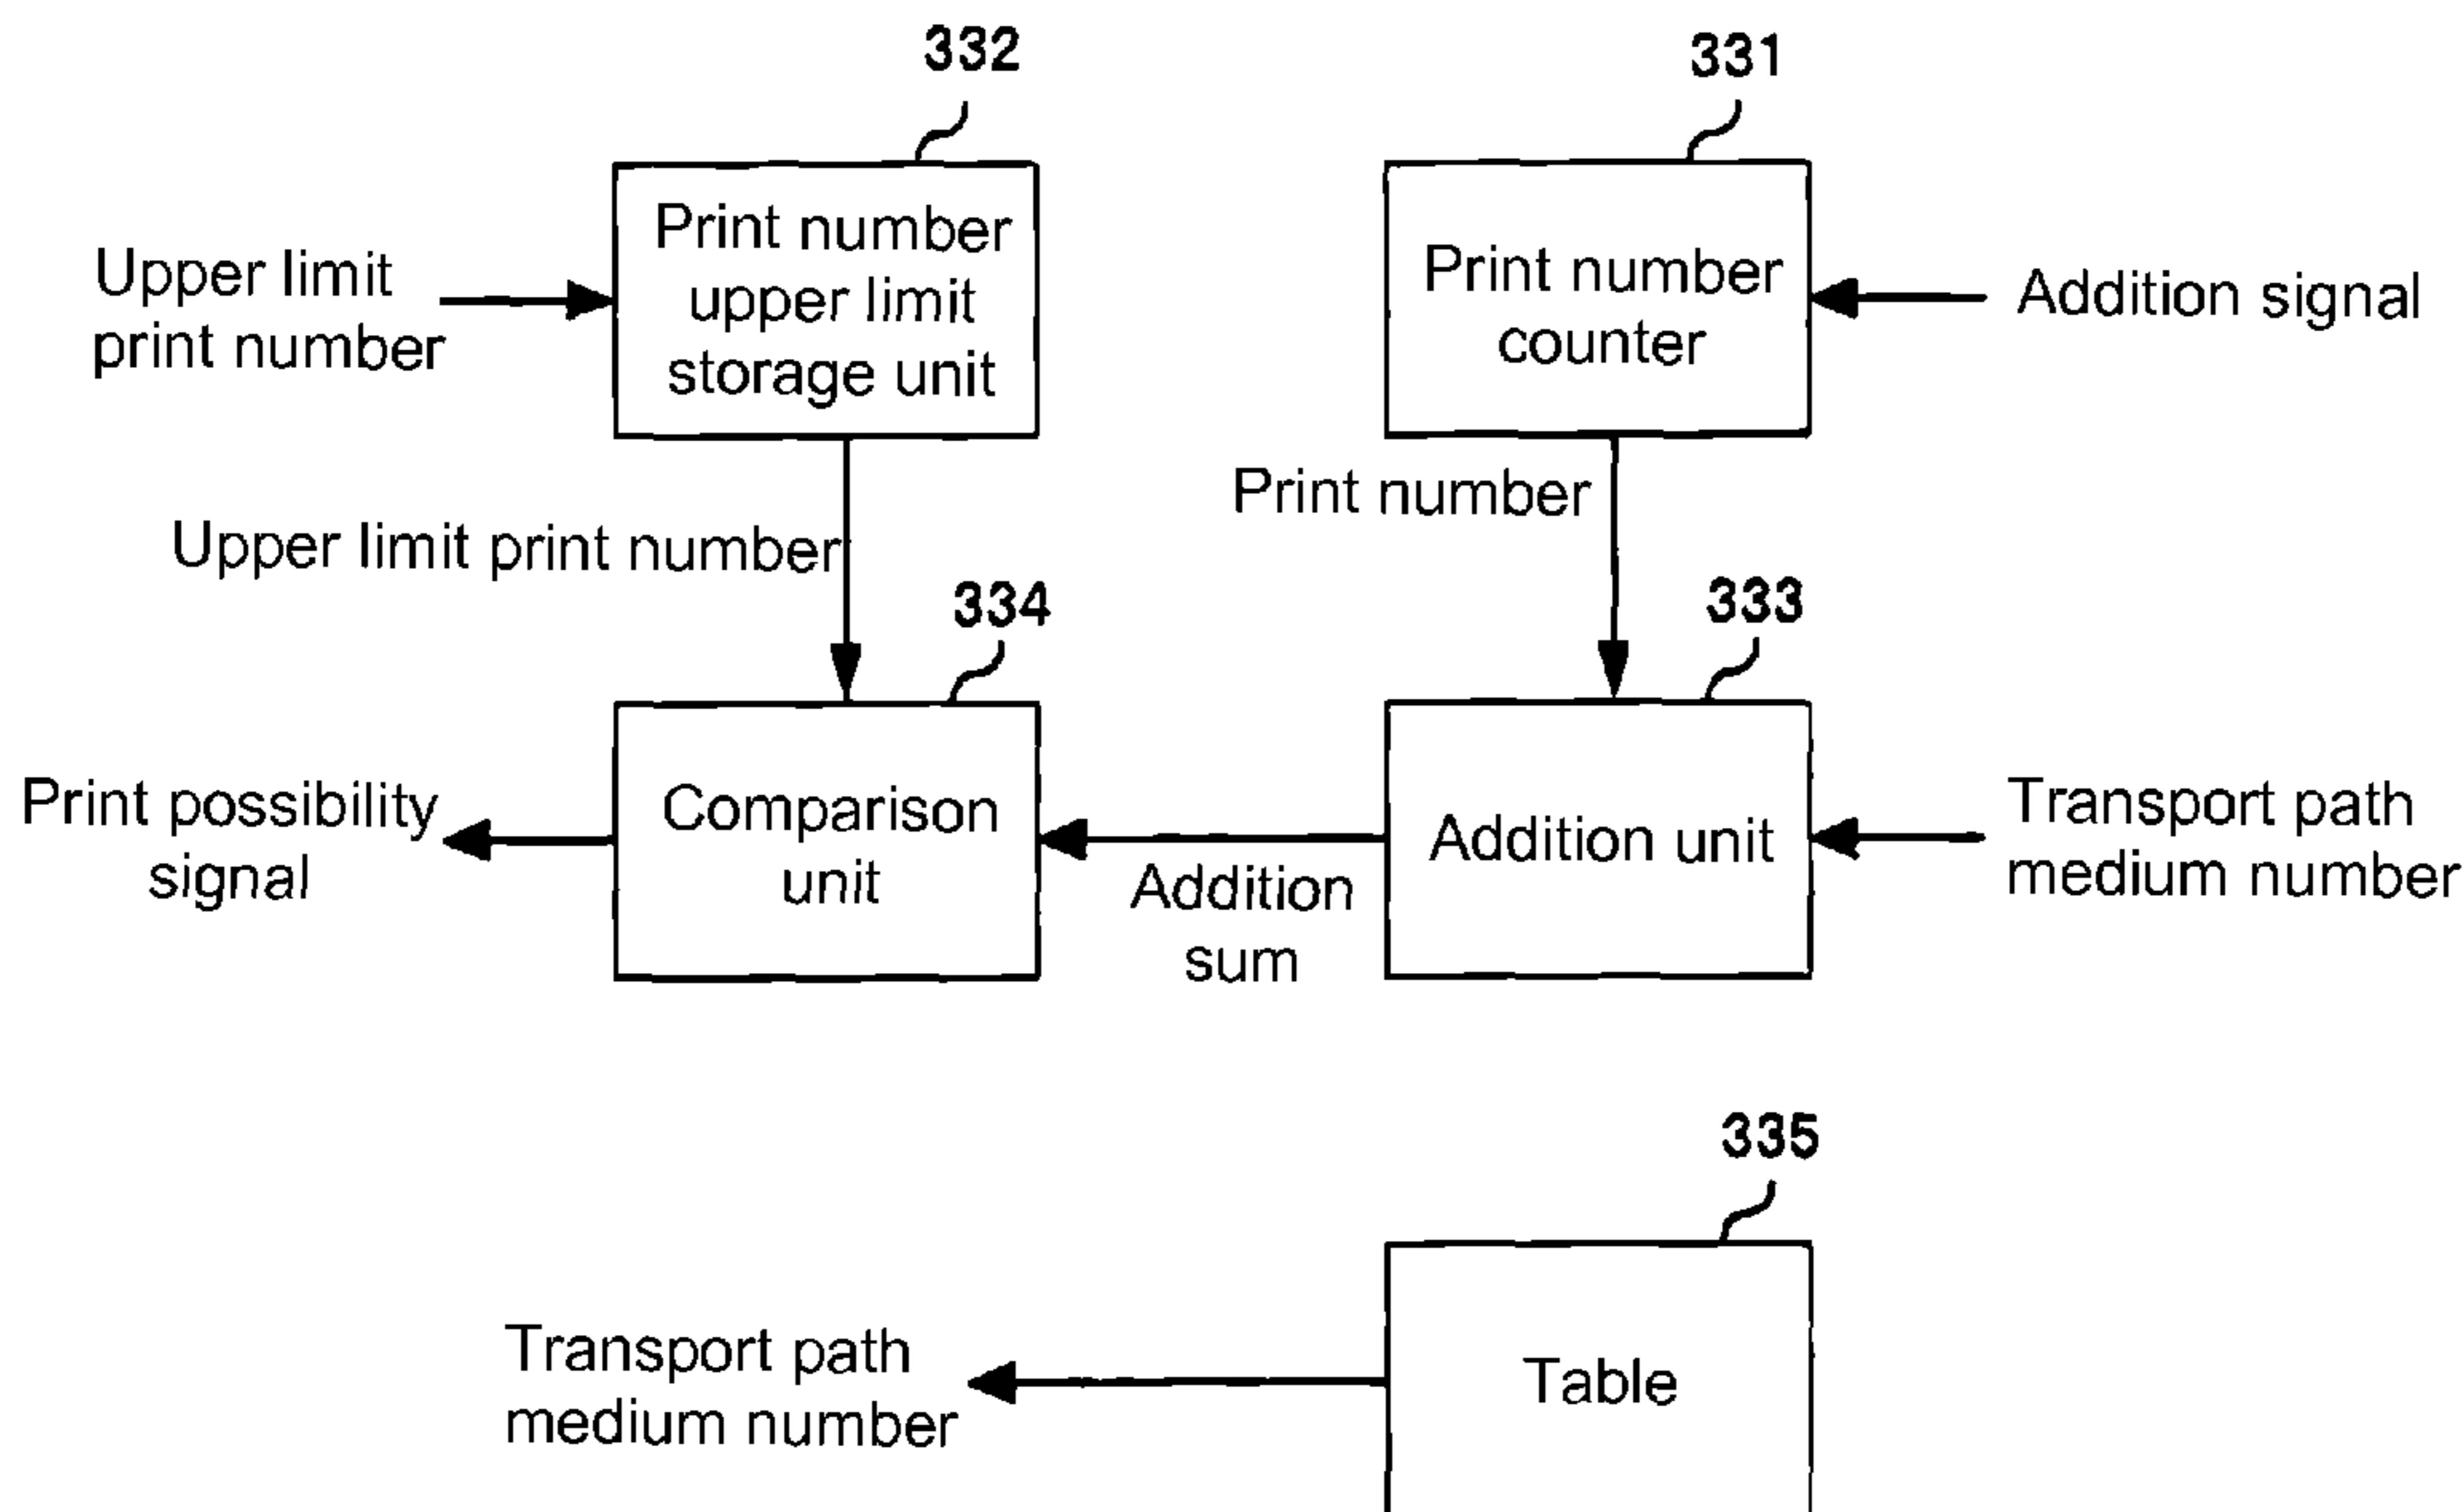 332
331
Print number
upper limit
storage unit
Print number
counter
Upper limit
print number
Addition signal
Print number
Upper limit print number
334
333
Comparison
unit
Addition unit
Print possibility
signal
Addition
sum
Transport path
medium number
335
Table
Transport path
medium number